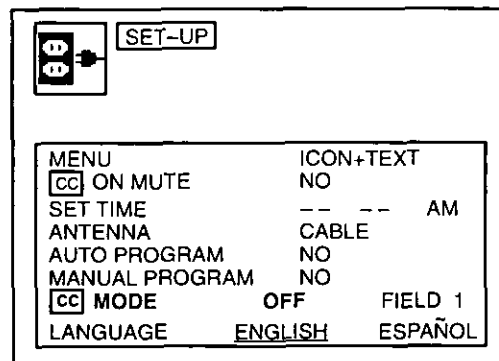 SET-UP
MENU ICON+TEXT
CC ON MUTE NO
SET TIME -- -- AM
ANTENNA CABLE
AUTO PROGRAM NO
MANUAL PROGRAM NO
CC MODE OFF FIELD 1
LANGUAGE ENGLISH ESPAÑOL